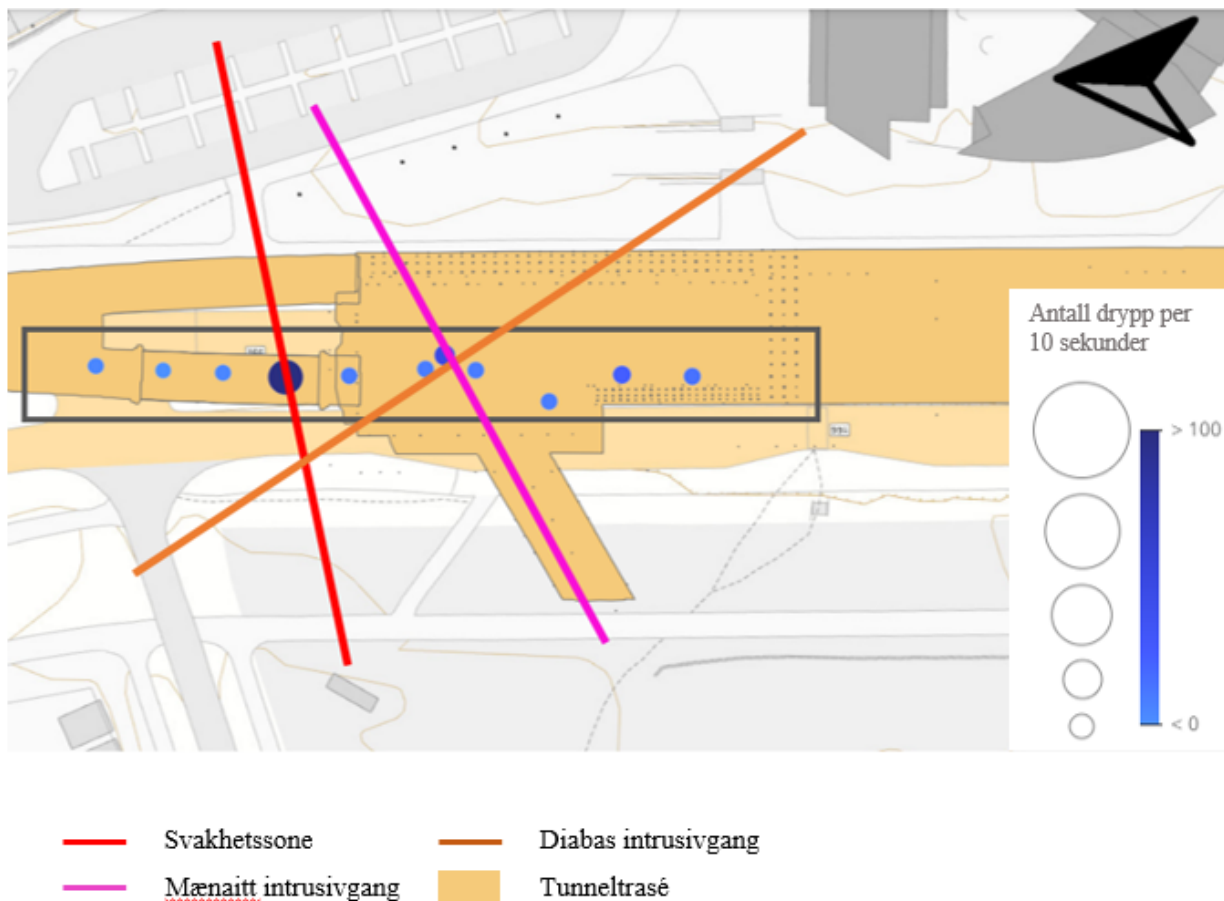 Antall drypp per
10 sekunder
> 100
< 0
Svakhetssone
Diabas intrusivgang
Mænaitt intrusivgang
Tunneltrasé